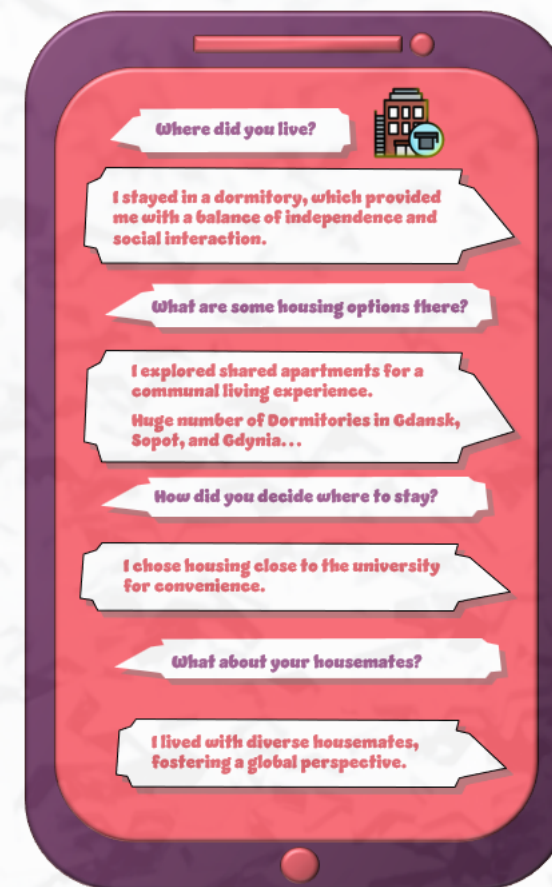 Where did you live?
I stayed in a dormitory, which provided
me with a balance of independence and
social interaction.
What are some housing options there?
I explored shared apartments for a
communal living experience.
Huge number of Dormitories in Gdansk,
Sopot, and Gdynia...
How did you decide where to stay?
I chose housing close to the university
for convenience.
What about your housemates?
I lived with diverse housemates,
fostering a global perspective.